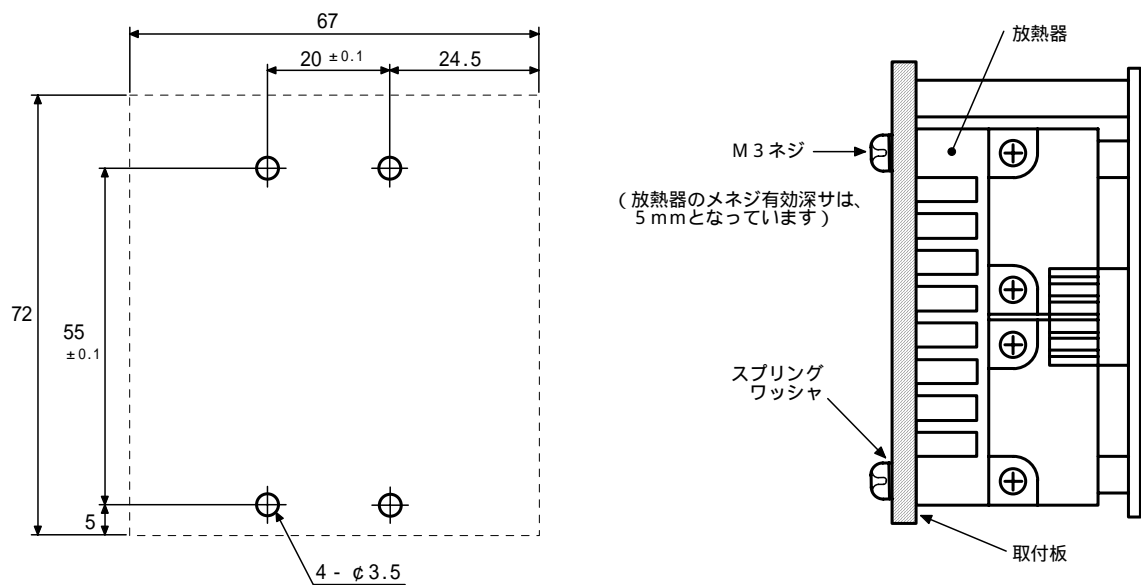 67
20 ±0.1
24.5
72
55
±0.1
5
4 - ¢3.5
放熱器
M3ネジ
(放熱器のメネジ有効深サは、
5mmとなっています)
スプリング
ワッシャ
取付板